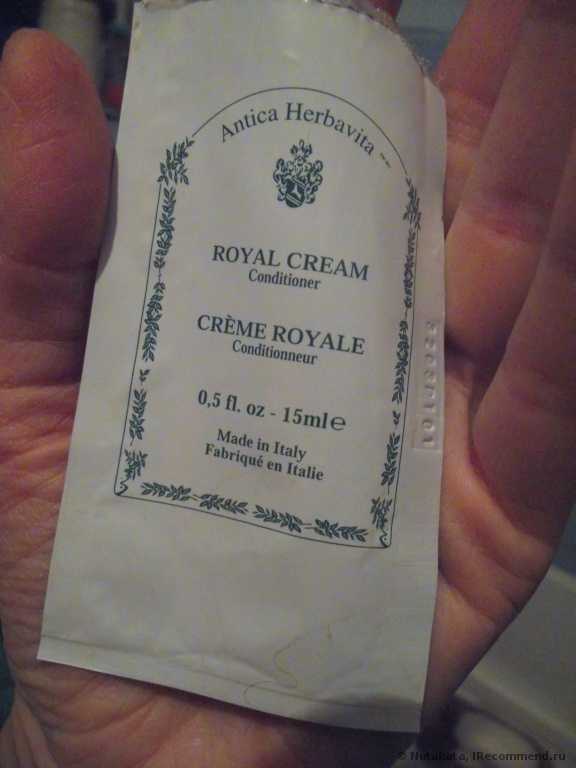 Antica Herbavita
ROYAL CREAM
Conditioner
CRÈME ROYALE
Conditionneur
0,5 fl. oz - 15ml ℮
Made in Italy
Fabriqué en Italie
© Nutakata, IRecommend.ru